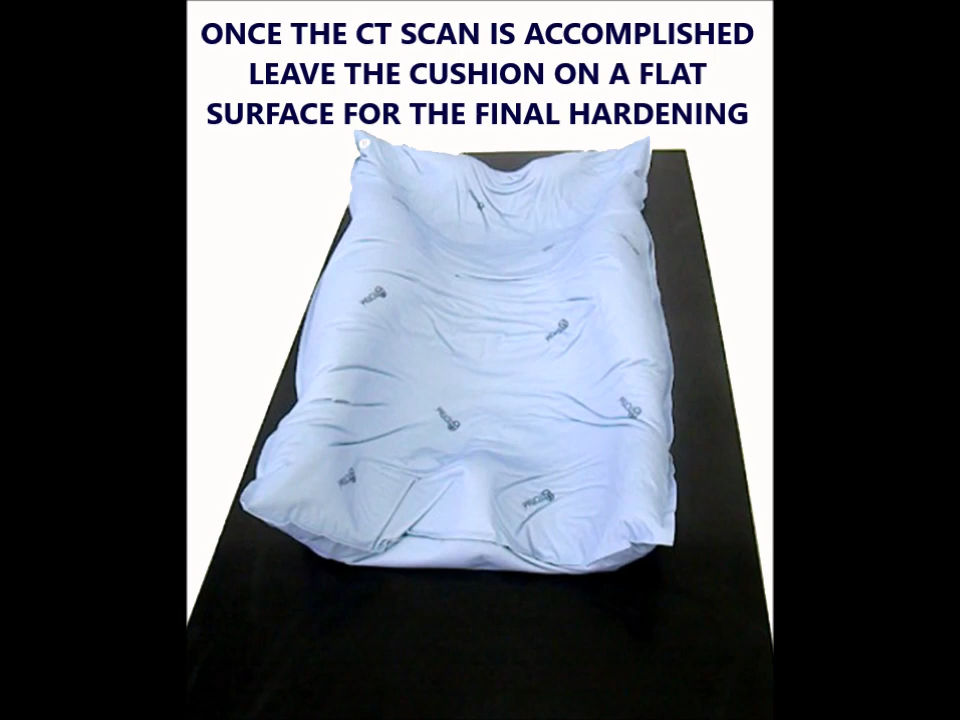 ONCE THE CT SCAN IS ACCOMPLISHED
LEAVE THE CUSHION ON A FLAT
SURFACE FOR THE FINAL HARDENING